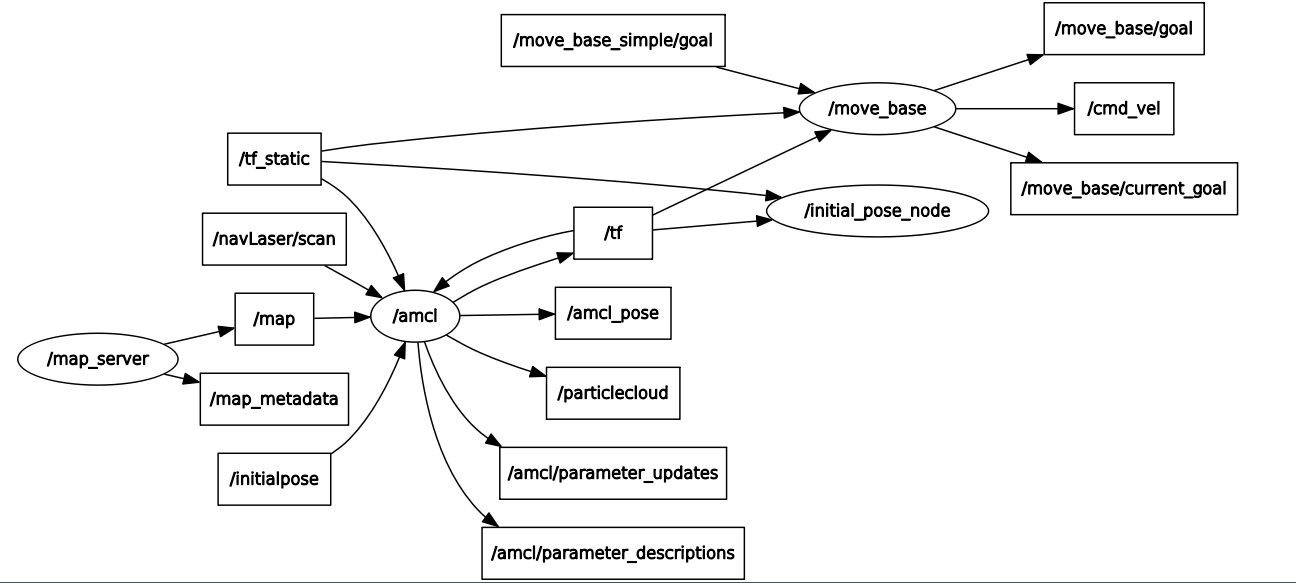 /move_base_simple/goal
/move_base/goal
/move_base
/cmd_vel
/tf_static
/move_base/current_goal
/initial_pose_node
/navLaser/scan
/tf
/map
/amcl
/amcl_pose
/map_server
/map_metadata
/particlecloud
/initialpose
/amcl/parameter_updates
/amcl/parameter_descriptions